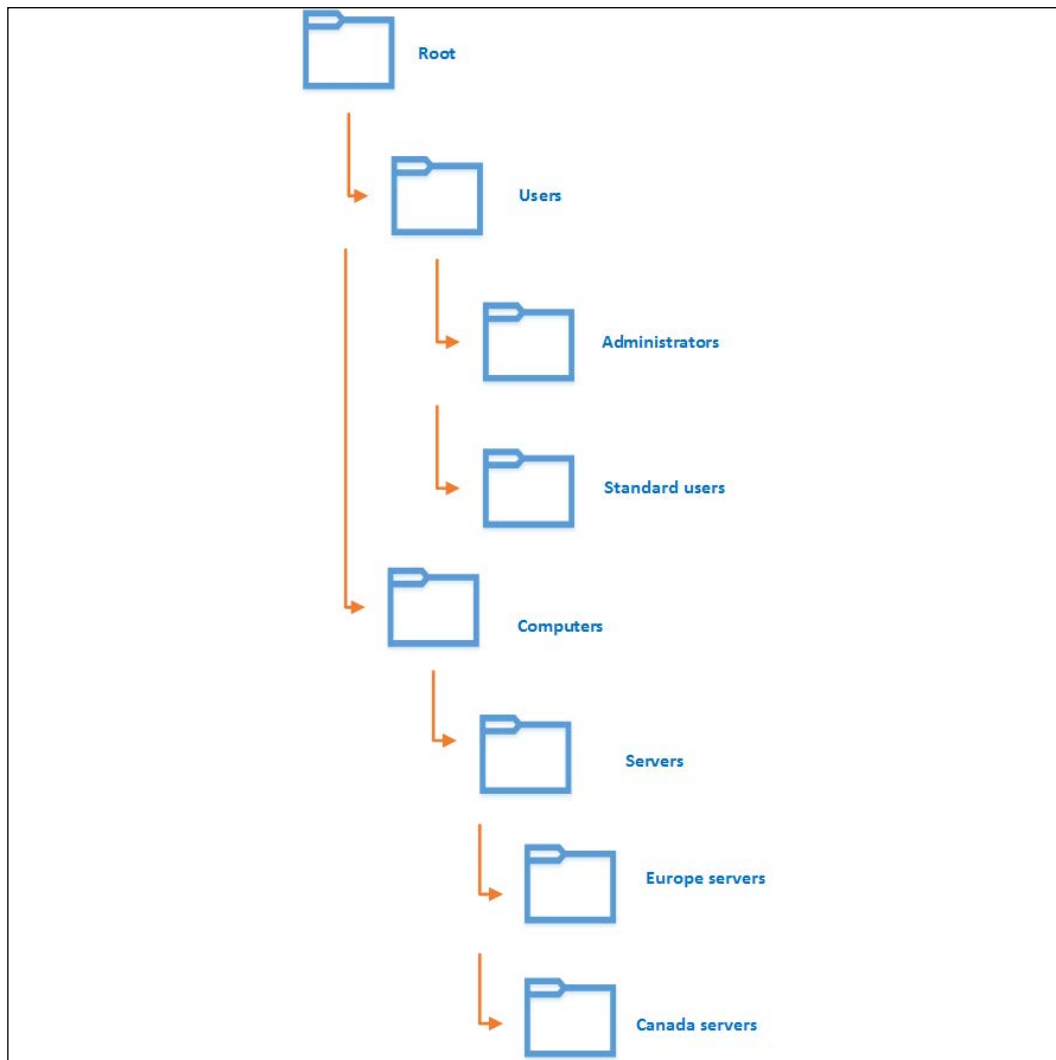 Root
Users
Administrators
Standard users
Computers
Servers
Europe servers
Canada servers